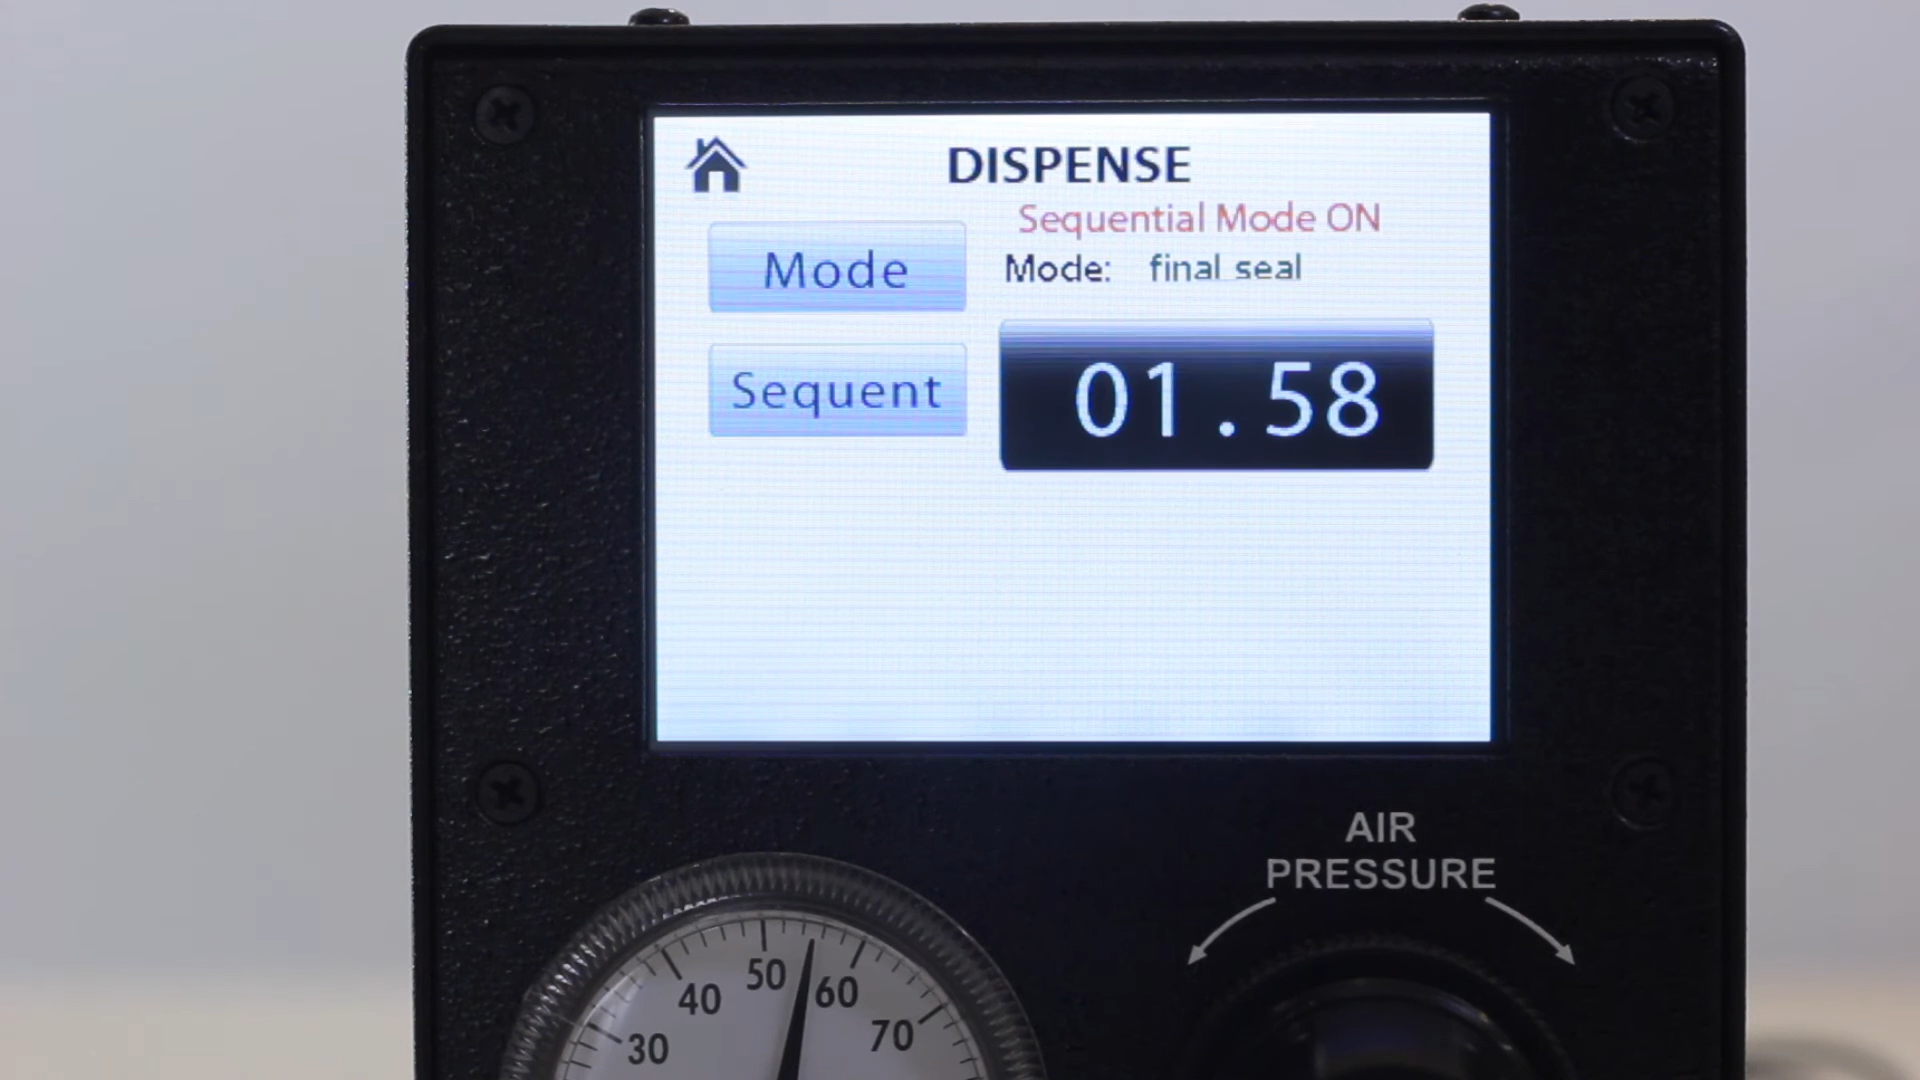 DISPENSE
Sequential Mode ON
Mode
Mode: final seal
Sequent
01.58
AIR
PRESSURE
30
40
50
60
70